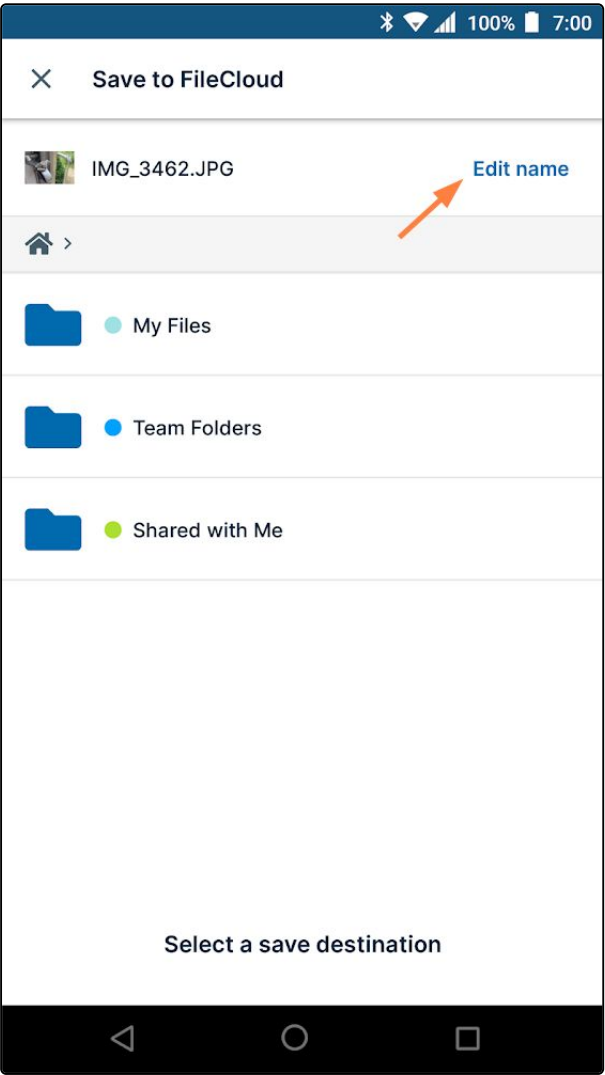 100% 7:00
Save to FileCloud
IMG_3462.JPG Edit name
My Files
Team Folders
Shared with Me
Select a save destination